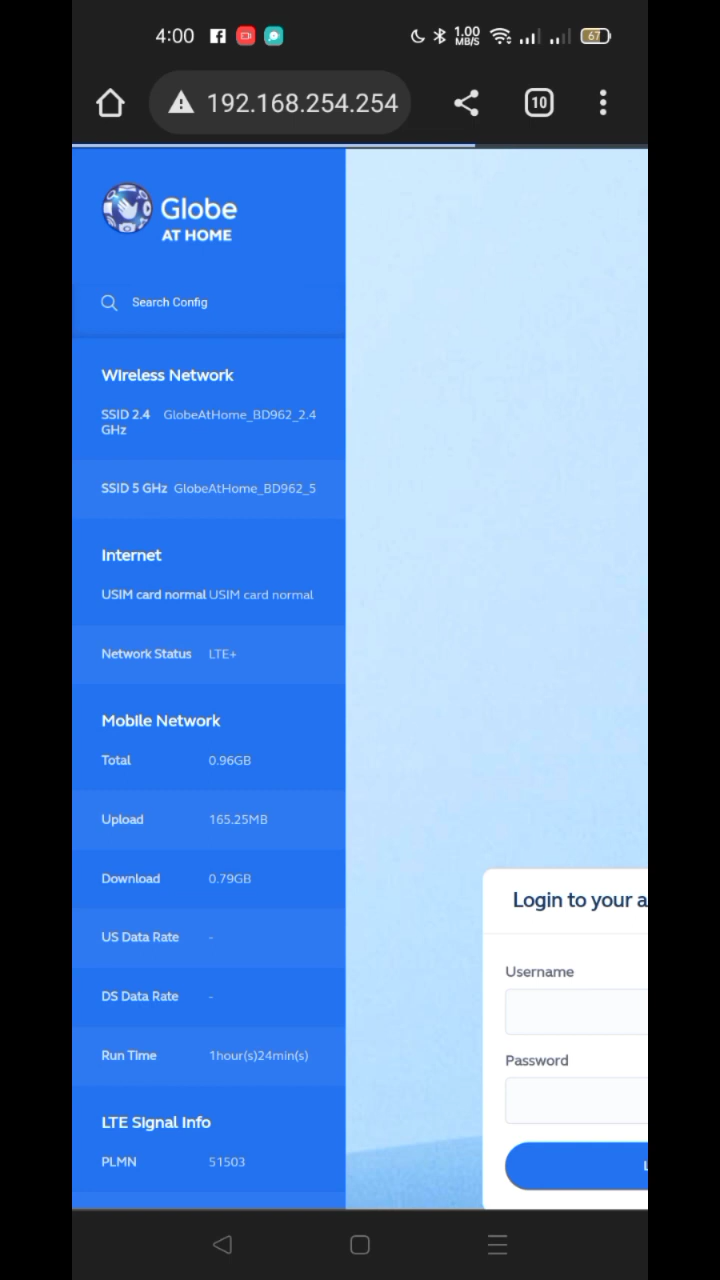 4:00 1.00 MB/S 67
192.168.254.254 10
Globe
AT HOME
Search Config
Wireless Network
SSID 2.4 GHz GlobeAtHome_BD962_2.4
SSID 5 GHz GlobeAtHome_BD962_5
Internet
USIM card normal USIM card normal
Network Status LTE+
Mobile Network
Total 0.96GB
Upload 165.25MB
Download 0.79GB
US Data Rate -
DS Data Rate -
Run Time 1hour(s)24min(s)
LTE Signal Info
PLMN 51503
Login to your a
Username
Password
L